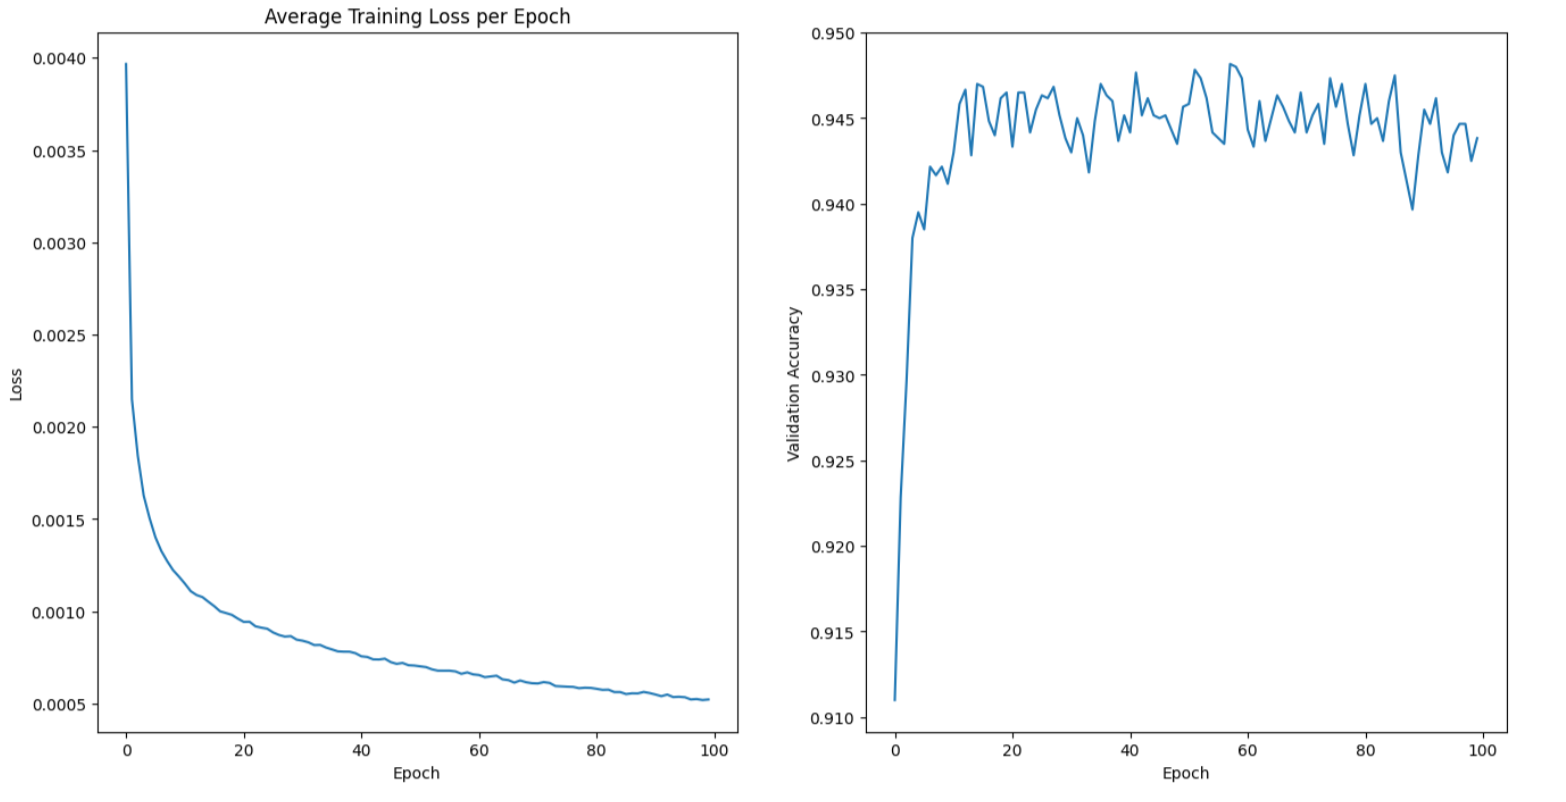 Average Training Loss per Epoch
0.0040
0.0035
0.0030
0.0025
0.0020
0.0015
0.0010
0.0005
Loss
0 20 40 60 80 100
Epoch
0.950
0.945
0.940
0.935
0.930
0.925
0.920
0.915
0.910
Validation Accuracy
0 20 40 60 80 100
Epoch